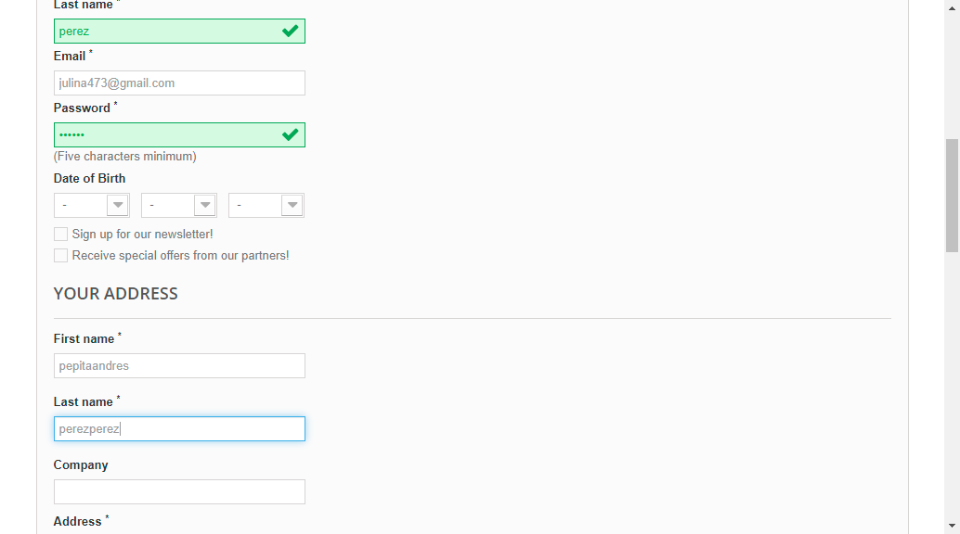 Last name *
perez
Email *
julina473@gmail.com
Password *
••••••
(Five characters minimum)
Date of Birth
- - -
Sign up for our newsletter!
Receive special offers from our partners!
YOUR ADDRESS
First name *
pepitaandres
Last name *
perezperez
Company
Address *